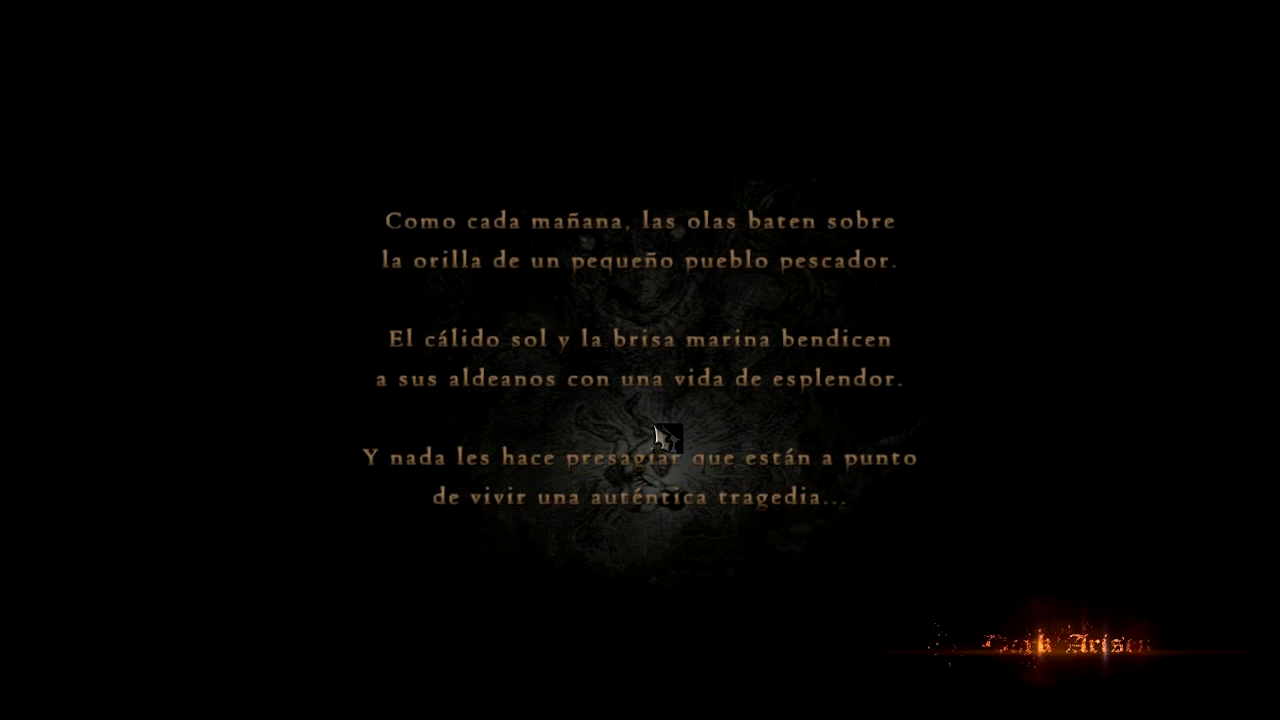 Como cada mañana, las olas baten sobre
la orilla de un pequeño pueblo pescador.
El cálido sol y la brisa marina bendicen
a sus aldeanos con una vida de esplendor.
Y nada les hace presagiar que están a punto
de vivir una auténtica tragedia...
Dark Arisen